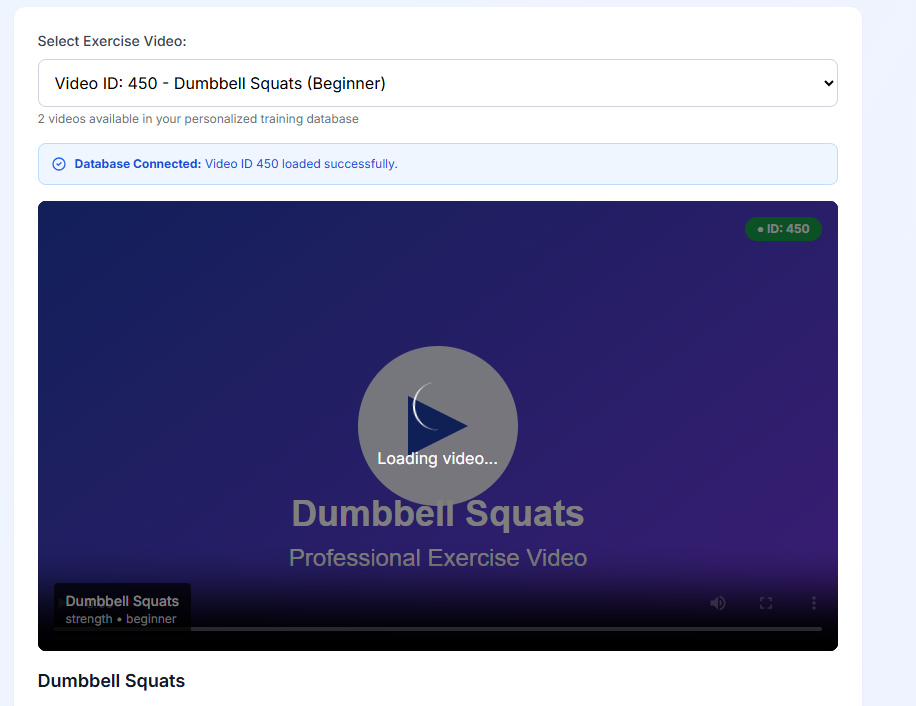 Select Exercise Video:
Video ID: 450 - Dumbbell Squats (Beginner)
2 videos available in your personalized training database
Database Connected: Video ID 450 loaded successfully.
● ID: 450
Loading video...
Dumbbell Squats
Professional Exercise Video
Dumbbell Squats
strength • beginner
Dumbbell Squats